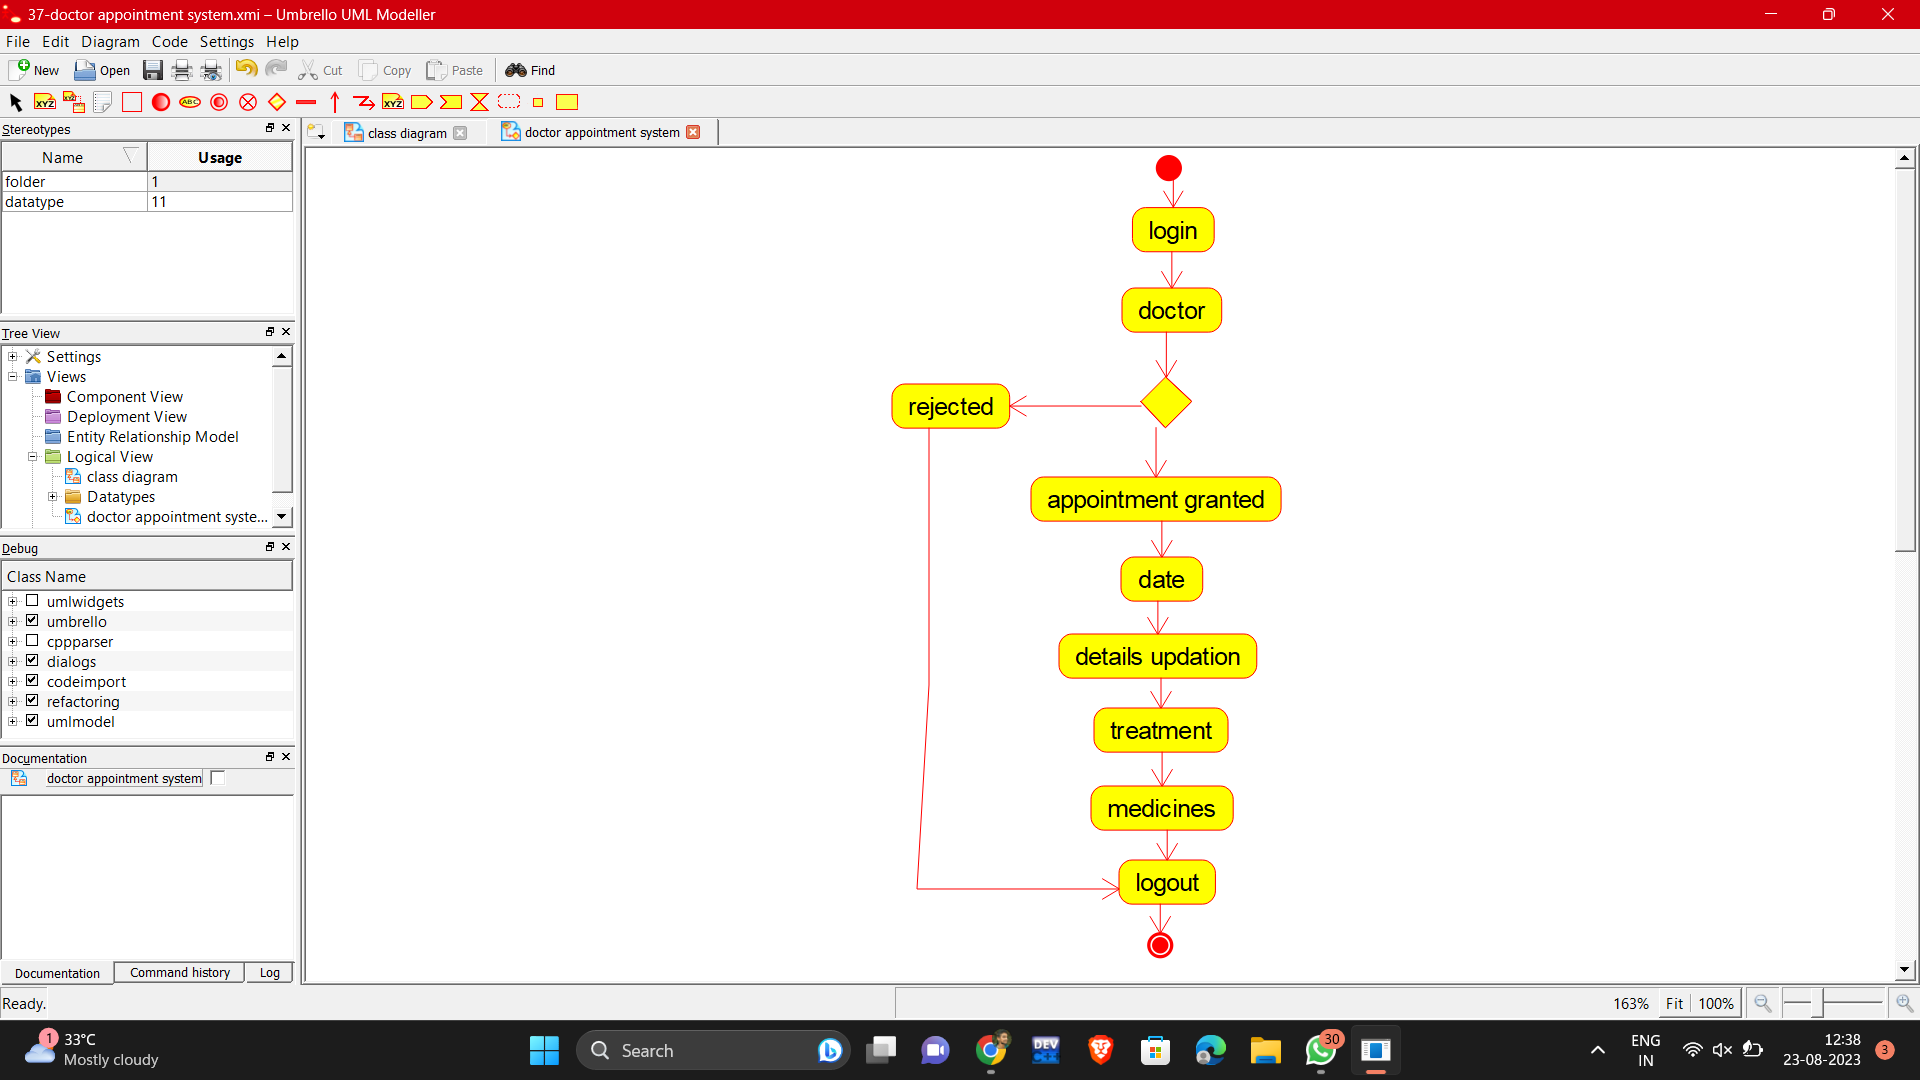 37-doctor appointment system.xmi – Umbrello UML Modeller
File Edit Diagram Code Settings Help
New Open Cut Copy Paste Find
XYZ XYZ ABC XYZ
Stereotypes
class diagram doctor appointment system
Name Usage
folder 1
datatype 11
Tree View
Settings
Views
Component View
Deployment View
Entity Relationship Model
Logical View
class diagram
Datatypes
doctor appointment syste...
Debug
Class Name
umlwidgets
umbrello
cppparser
dialogs
codeimport
refactoring
umlmodel
Documentation
doctor appointment system
Documentation Command history Log
login
doctor
rejected
appointment granted
date
details updation
treatment
medicines
logout
Ready.
163% Fit 100%
1
33°C
Mostly cloudy
Search
DEV
C++
30
ENG
IN
12:38
23-08-2023
3